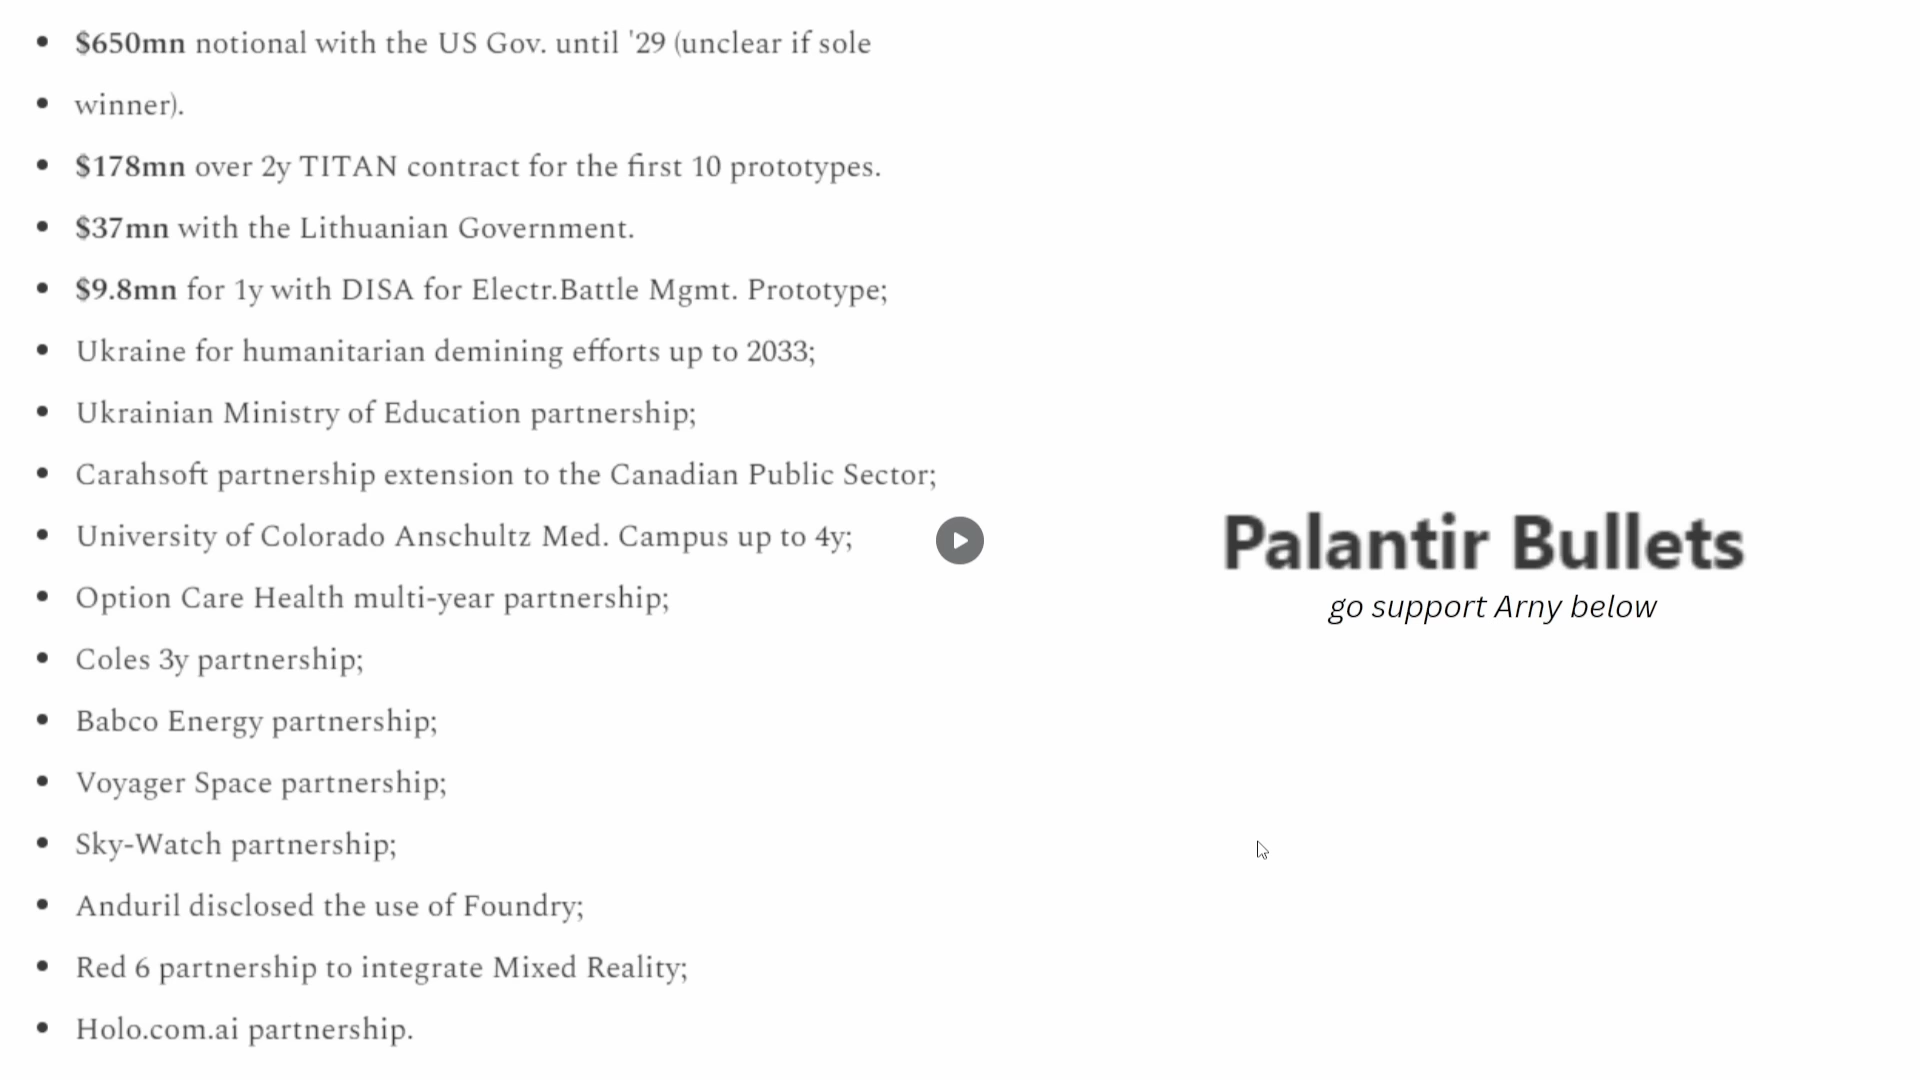 • $650mn notional with the US Gov. until '29 (unclear if sole
• winner).
• $178mn over 2y TITAN contract for the first 10 prototypes.
• $37mn with the Lithuanian Government.
• $9.8mn for 1y with DISA for Electr.Battle Mgmt. Prototype;
• Ukraine for humanitarian demining efforts up to 2033;
• Ukrainian Ministry of Education partnership;
• Carahsoft partnership extension to the Canadian Public Sector;
• University of Colorado Anschultz Med. Campus up to 4y;
• Option Care Health multi-year partnership;
• Coles 3y partnership;
• Babco Energy partnership;
• Voyager Space partnership;
• Sky-Watch partnership;
• Anduril disclosed the use of Foundry;
• Red 6 partnership to integrate Mixed Reality;
• Holo.com.ai partnership.
Palantir Bullets
go support Arny below